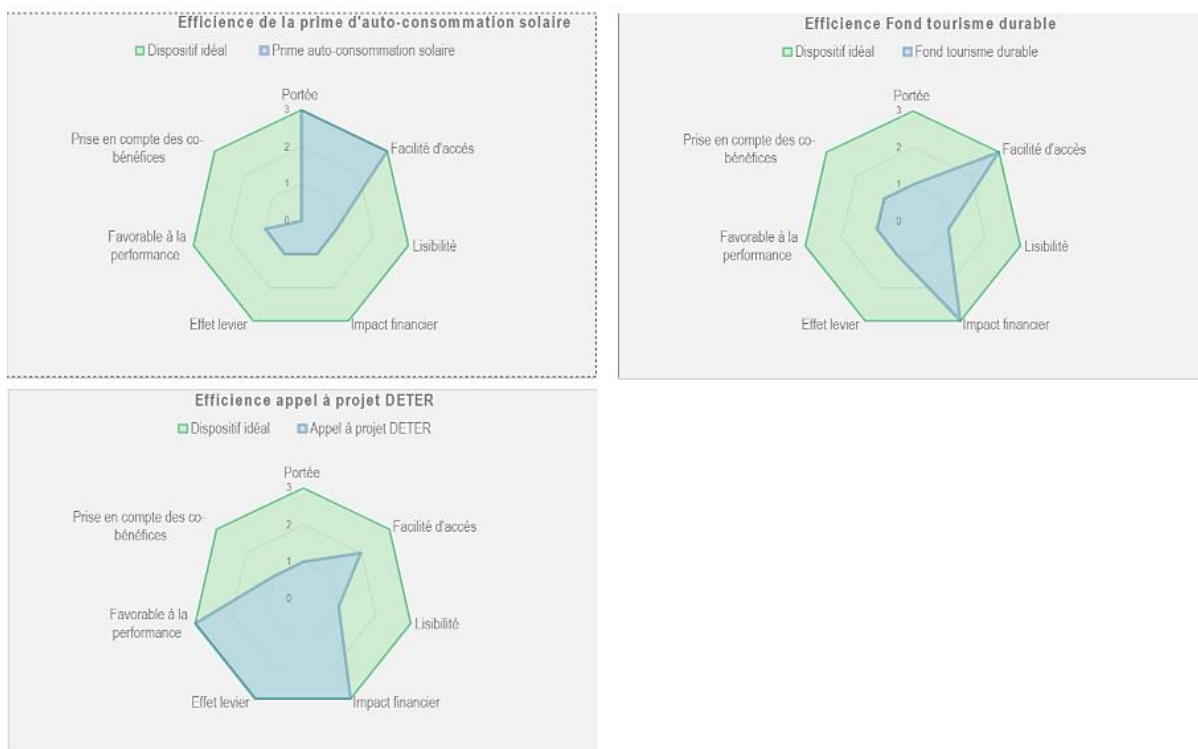 Efficience de la prime d'auto-consommation solaire
Dispositif idéal
Prime auto-consommation solaire
Portée
3
2
1
0
Facilité d'accès
Lisibilité
Impact financier
Effet levier
Favorable à la
performance
Prise en compte des co-
bénéfices
Efficience Fond tourisme durable
Dispositif idéal
Fond tourisme durable
Portée
3
2
1
0
Facilité d'accès
Lisibilité
Impact financier
Effet levier
Favorable à la
performance
Prise en compte des co-
bénéfices
Efficience appel à projet DETER
Dispositif idéal
Appel à projet DETER
Portée
3
2
1
0
Facilité d'accès
Lisibilité
Impact financier
Effet levier
Favorable à la
performance
Prise en compte des co-
bénéfices